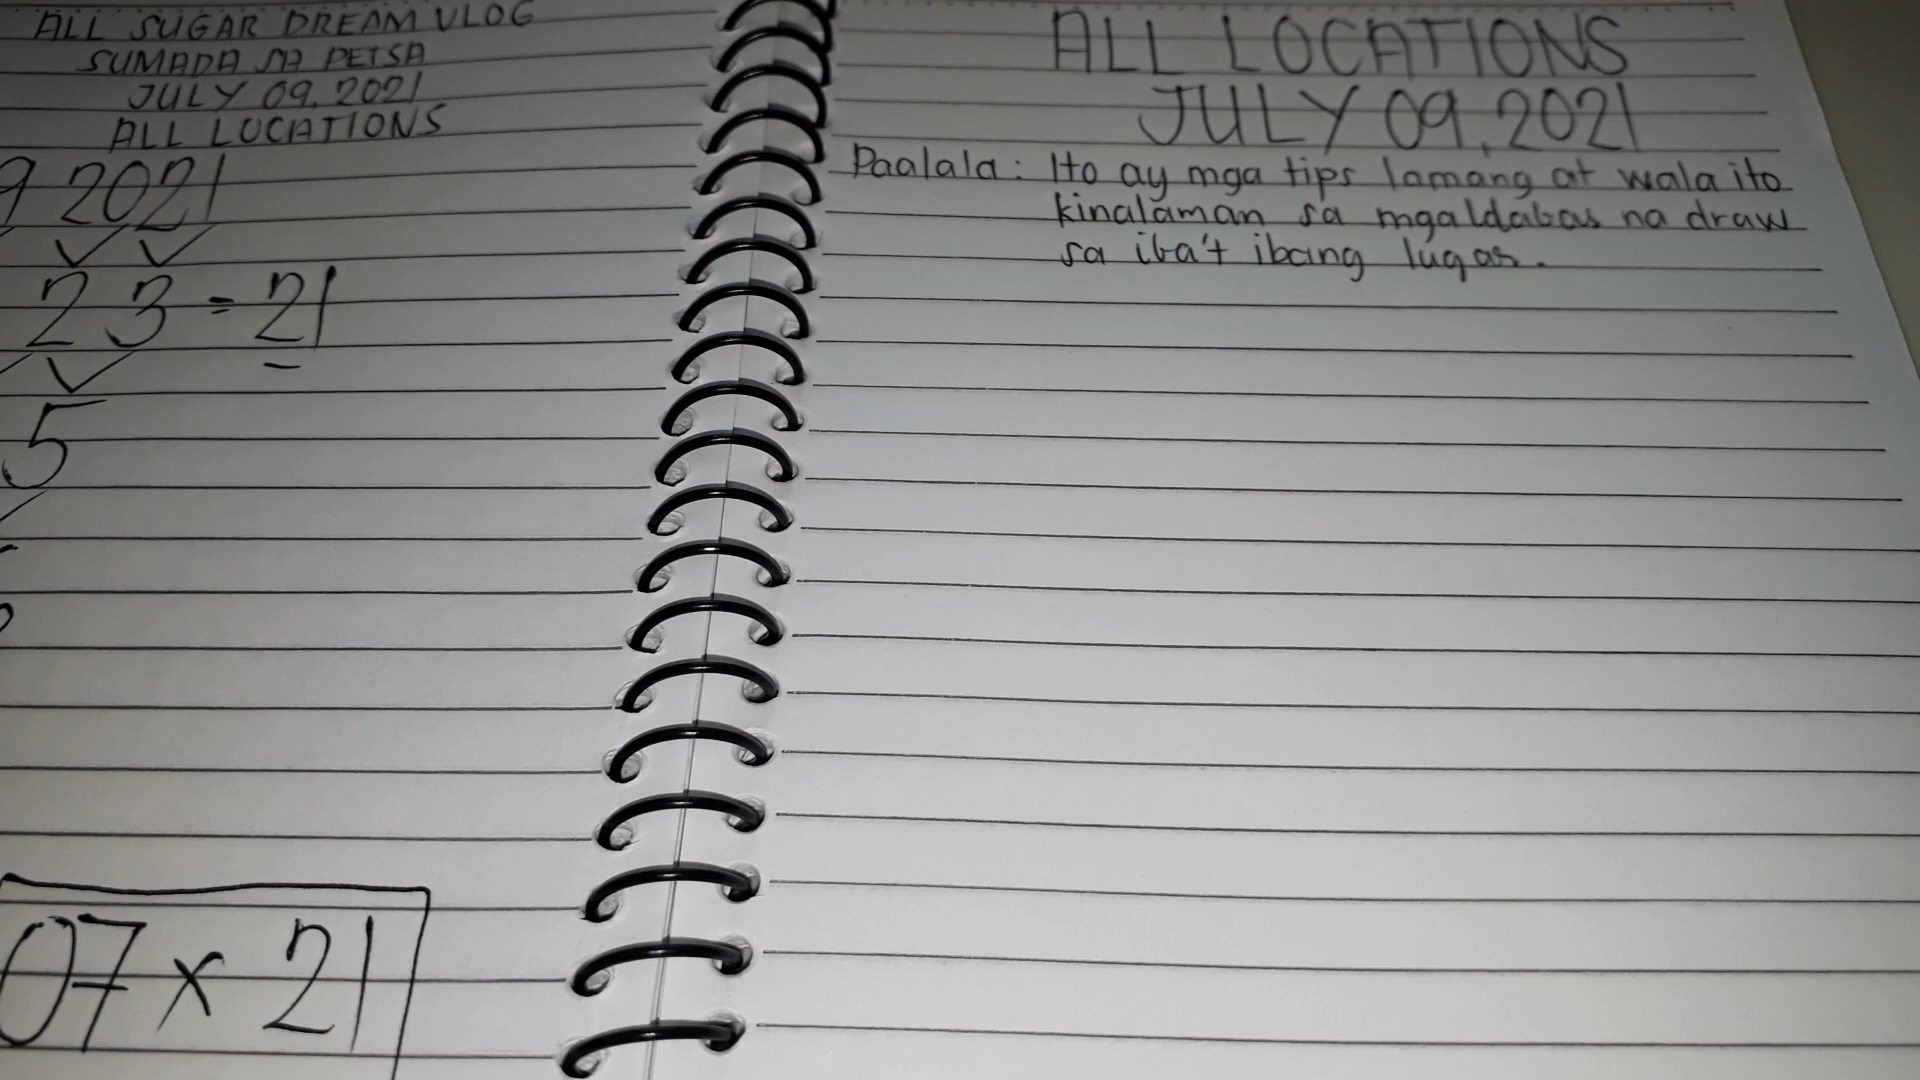 ALL SUGAR DREAM VLOG
SUMADA SA PETSA
JULY 09, 2021
ALL LOCATIONS
9 2021
2 3 = 21
5
07 x 21
ALL LOCATIONS
JULY 09, 2021
Paalala: Ito ay mga tips lamang at wala ito
kinalaman sa mga ldabas na draw
sa iba't ibang lugar.